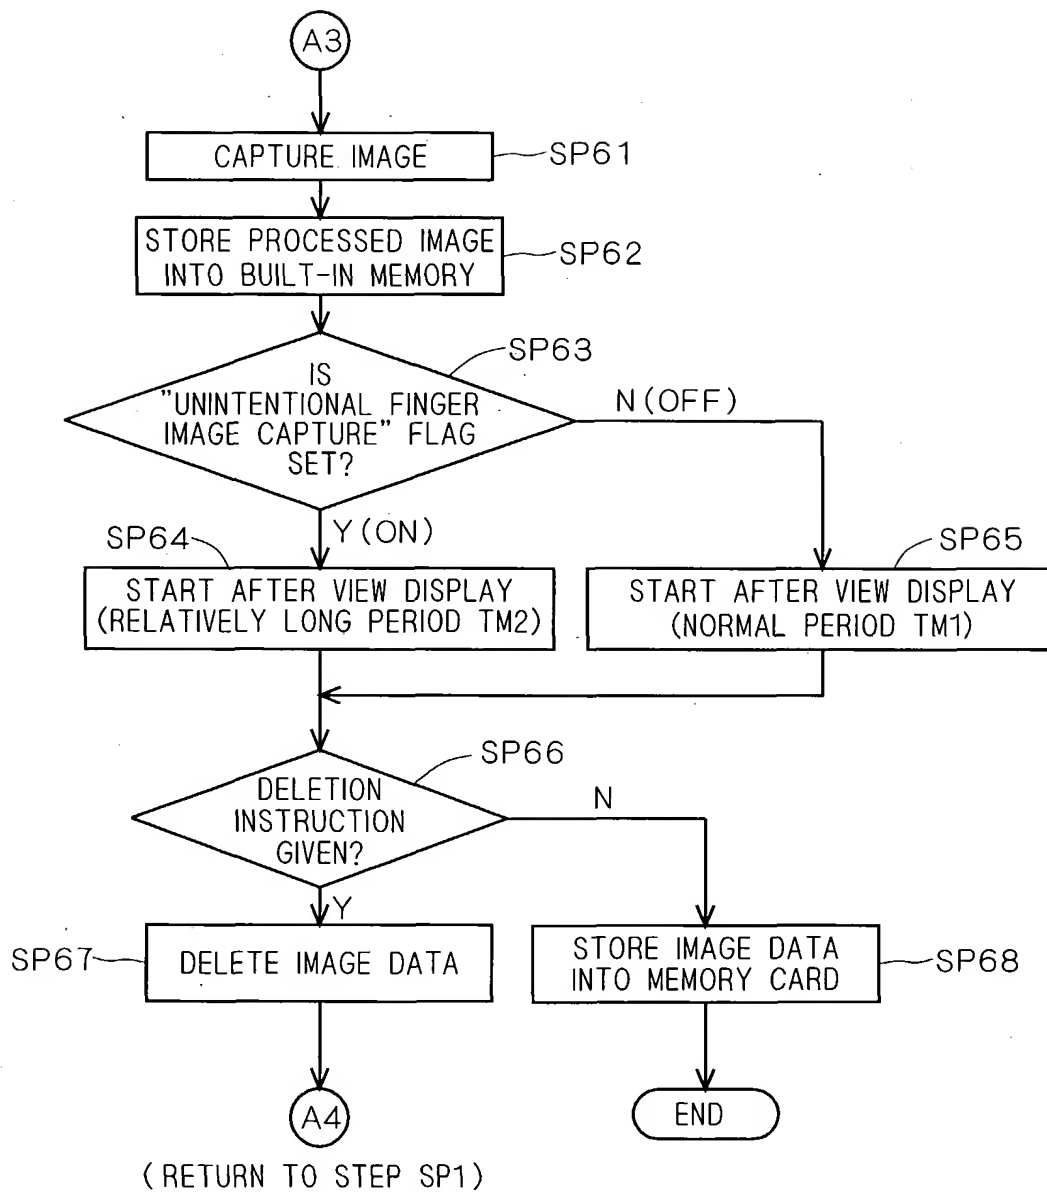 A3
CAPTURE IMAGE
SP61
STORE PROCESSED IMAGE
INTO BUILT-IN MEMORY
SP62
SP63
IS
"UNINTENTIONAL FINGER
IMAGE CAPTURE" FLAG
SET?
N(OFF)
Y(ON)
SP64
START AFTER VIEW DISPLAY
(RELATIVELY LONG PERIOD TM2)
SP65
START AFTER VIEW DISPLAY
(NORMAL PERIOD TM1)
SP66
DELETION
INSTRUCTION
GIVEN?
N
Y
SP67
DELETE IMAGE DATA
STORE IMAGE DATA
INTO MEMORY CARD
SP68
A4
END
(RETURN TO STEP SP1)